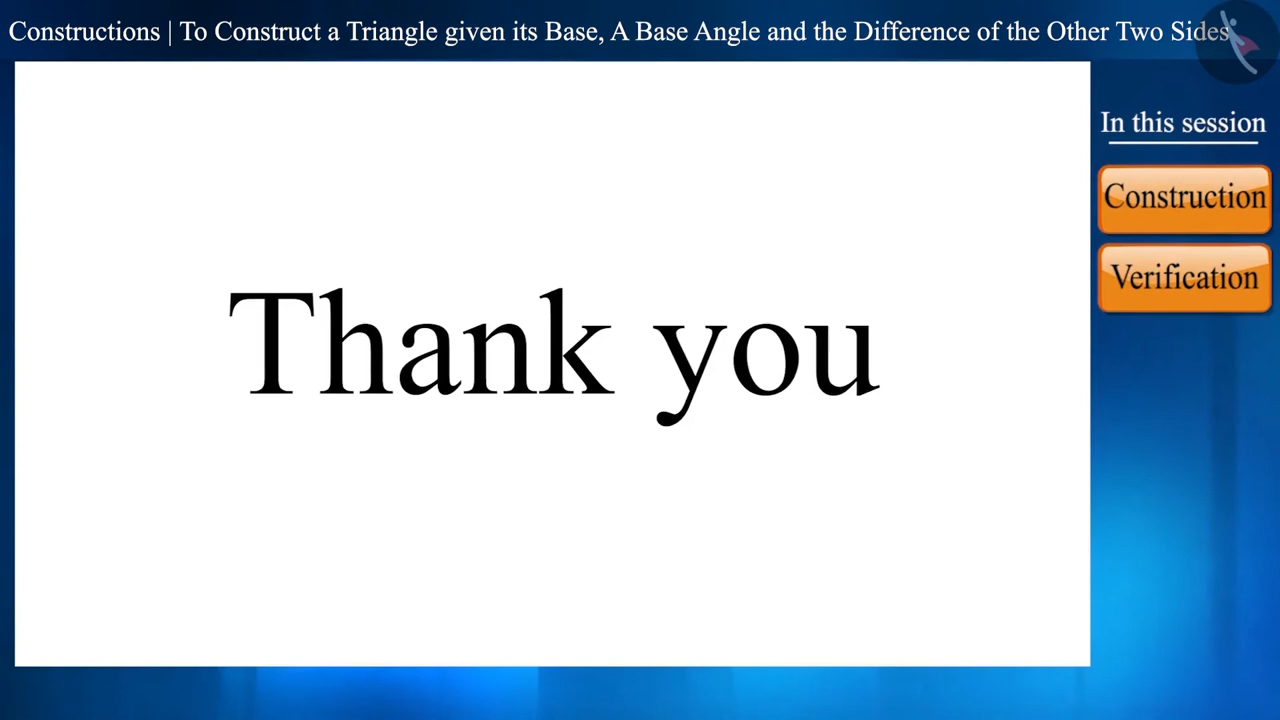 Constructions | To Construct a Triangle given its Base, A Base Angle and the Difference of the Other Two Sides
In this session
Construction
Verification
Thank you